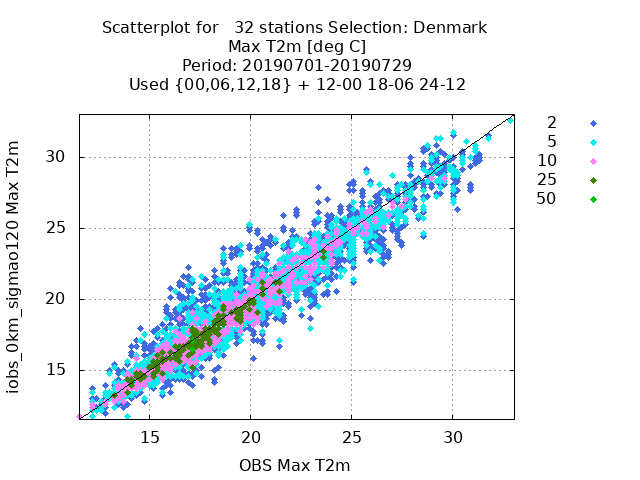 Scatterplot for   32 stations Selection: Denmark
Max T2m [deg C]
Period: 20190701-20190729
Used {00,06,12,18} + 12-00 18-06 24-12
2
5
10
25
50
iobs_0km_sigmao120 Max T2m
30
25
20
15
15 20 25 30
OBS Max T2m